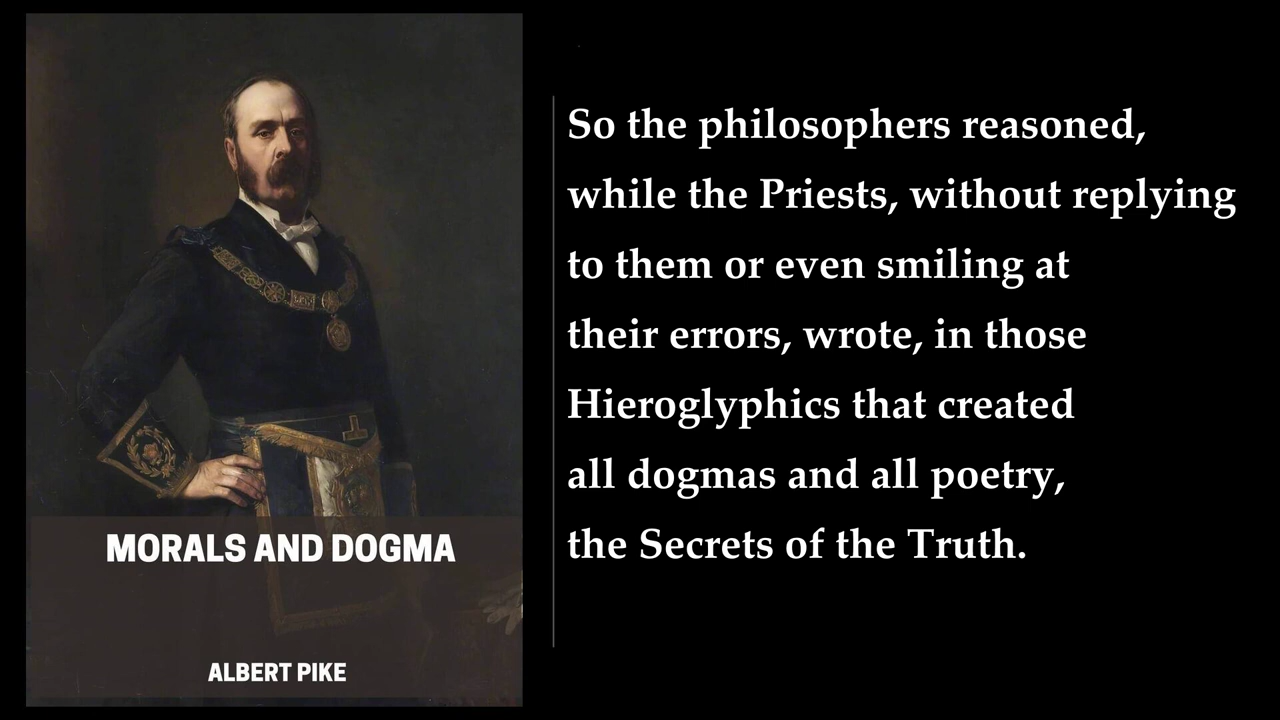 MORALS AND DOGMA
ALBERT PIKE
So the philosophers reasoned,
while the Priests, without replying
to them or even smiling at
their errors, wrote, in those
Hieroglyphics that created
all dogmas and all poetry,
the Secrets of the Truth.